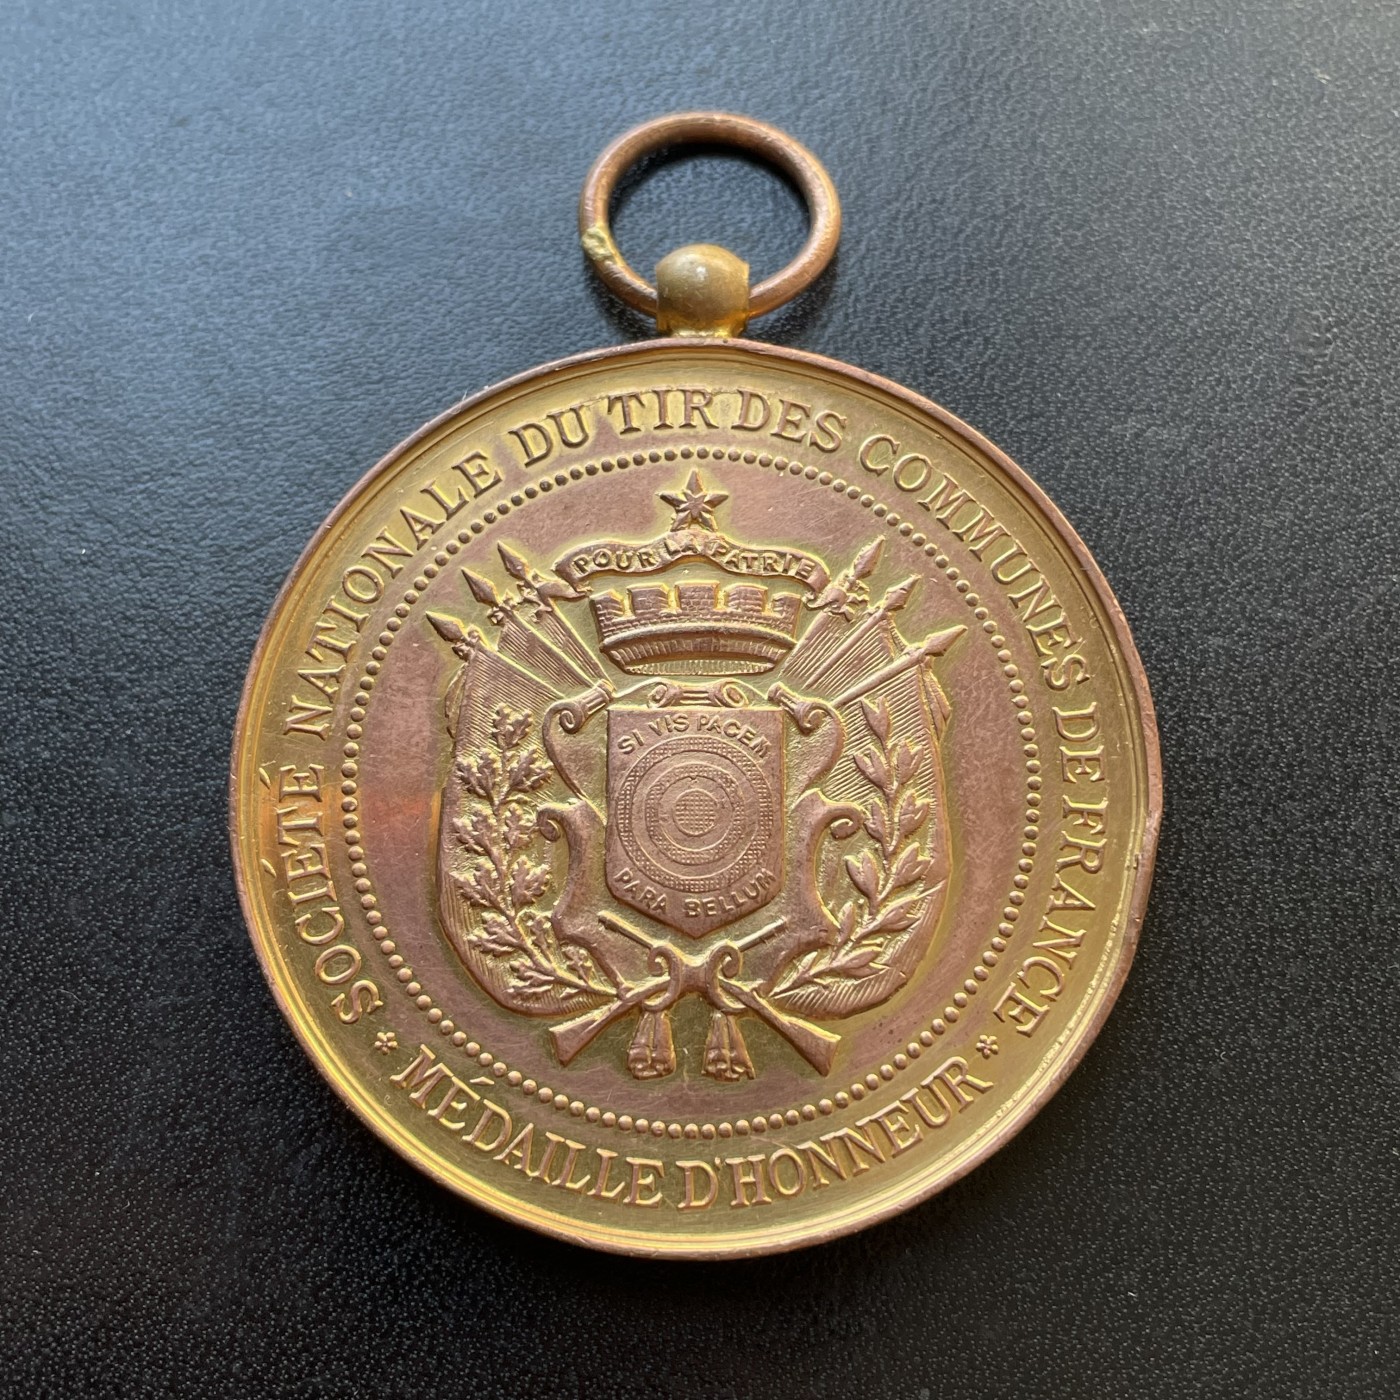 SOCIÉTÉ NATIONALE DU TIR DES COMMUNES DE FRANCE
* MÉDAILLE D'HONNEUR *
POUR LA PATRIE
SI VIS PACEM
PARA BELLUM